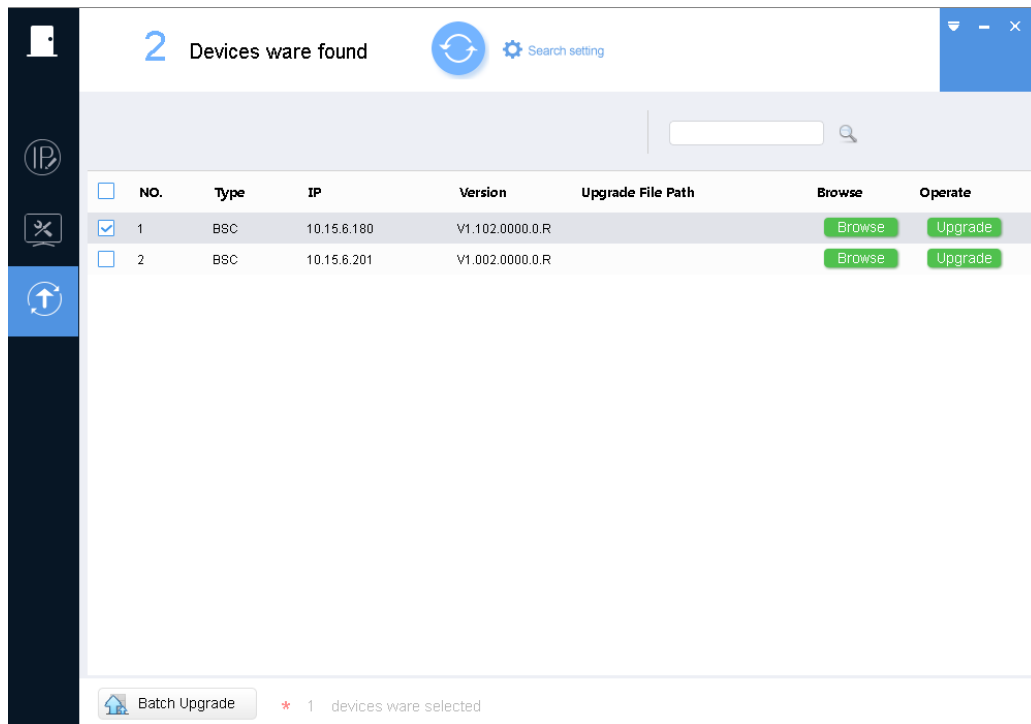 2 Devices ware found Search setting
IP
NO. Type IP Version Upgrade File Path Browse Operate
1 BSC 10.15.6.180 V1.102.0000.0.R Browse Upgrade
2 BSC 10.15.6.201 V1.002.0000.0.R Browse Upgrade
Batch Upgrade * 1 devices ware selected